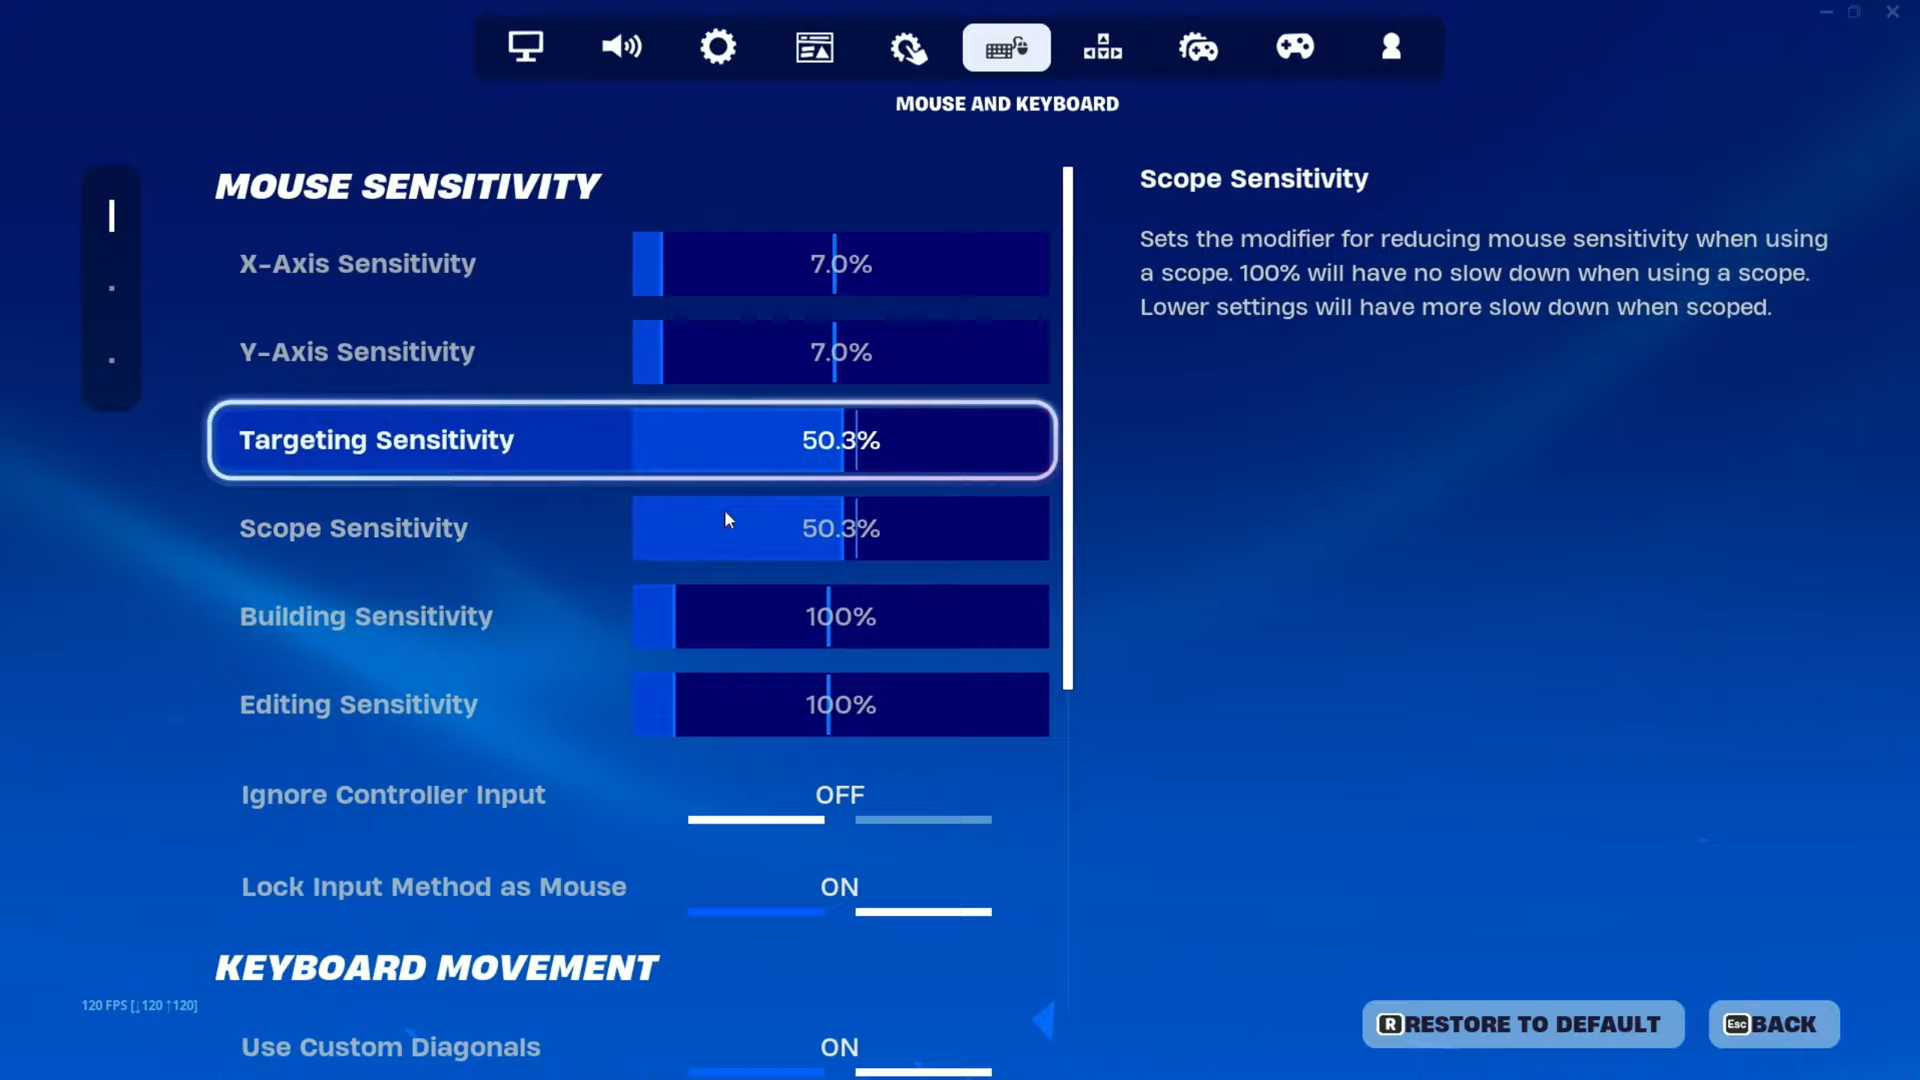 MOUSE AND KEYBOARD
MOUSE SENSITIVITY
X-Axis Sensitivity
7.0%
Y-Axis Sensitivity
7.0%
Targeting Sensitivity
50.3%
Scope Sensitivity
50.3%
Building Sensitivity
100%
Editing Sensitivity
100%
Ignore Controller Input
OFF
Lock Input Method as Mouse
ON
KEYBOARD MOVEMENT
Use Custom Diagonals
ON
Scope Sensitivity
Sets the modifier for reducing mouse sensitivity when using
a scope. 100% will have no slow down when using a scope.
Lower settings will have more slow down when scoped.
120 FPS [↓120 ↑120]
R RESTORE TO DEFAULT
Esc BACK